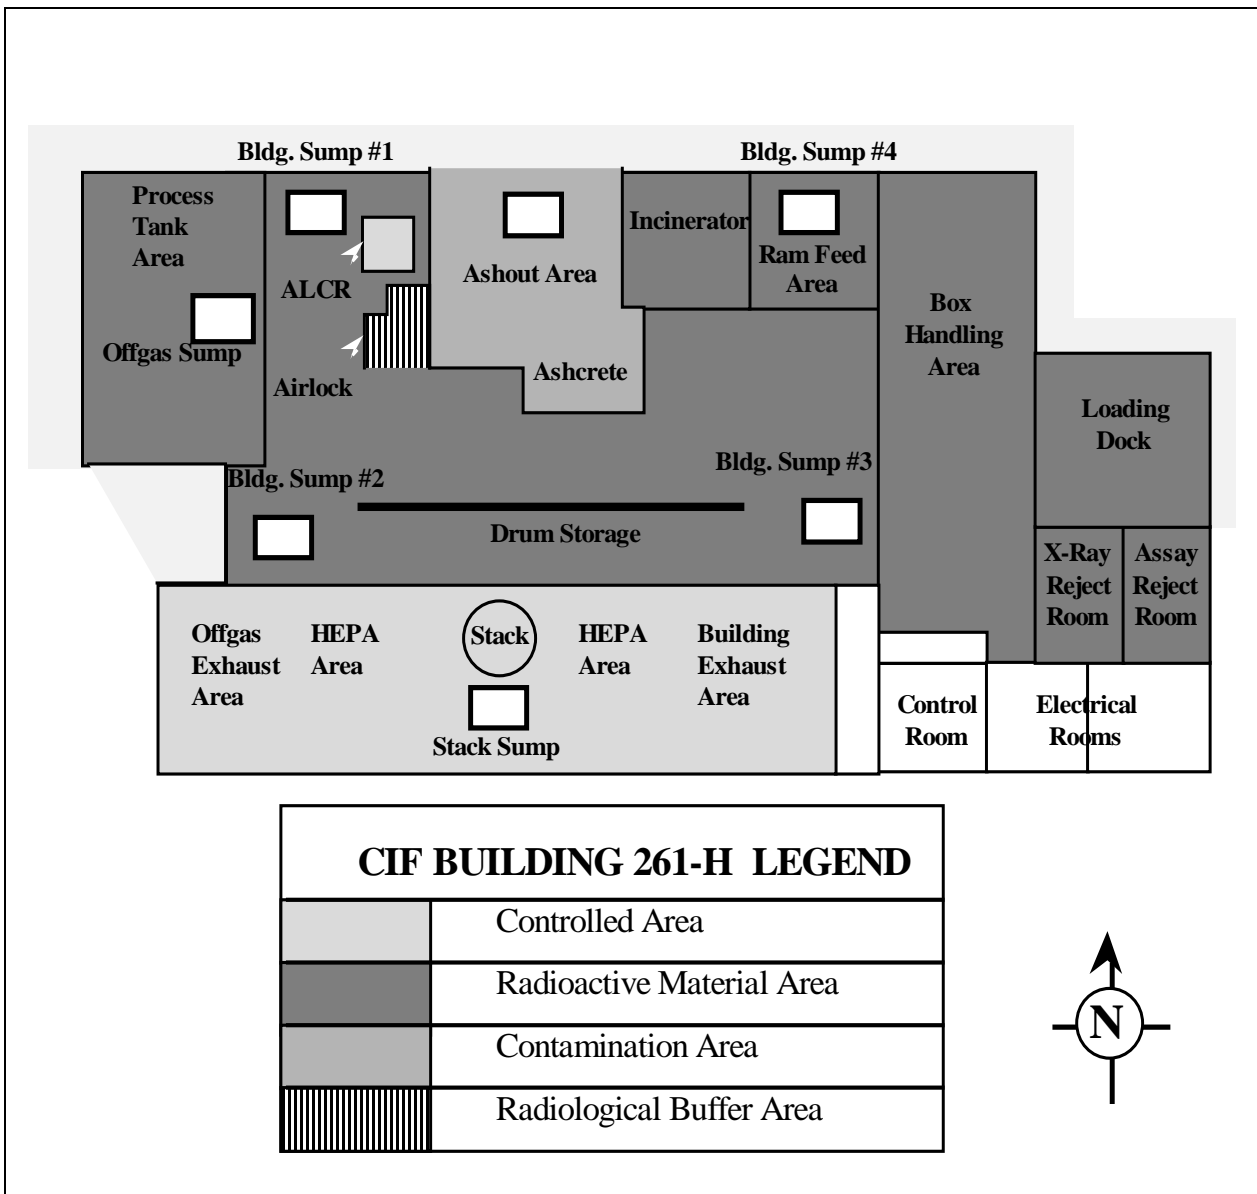 Bldg. Sump #1
Bldg. Sump #4
Process
Tank
Area
Incinerator
Ashout Area
Ram Feed
Area
ALCR
Box
Handling
Area
Offgas Sump
Ashcrete
Airlock
Loading
Dock
Bldg. Sump #2
Bldg. Sump #3
Drum Storage
X-Ray
Reject
Room
Assay
Reject
Room
Offgas
Exhaust
Area
HEPA
Area
Stack
HEPA
Area
Building
Exhaust
Area
Stack Sump
Control
Room
Electrical
Rooms
CIF BUILDING 261-H LEGEND
Controlled Area
Radioactive Material Area
Contamination Area
Radiological Buffer Area
N